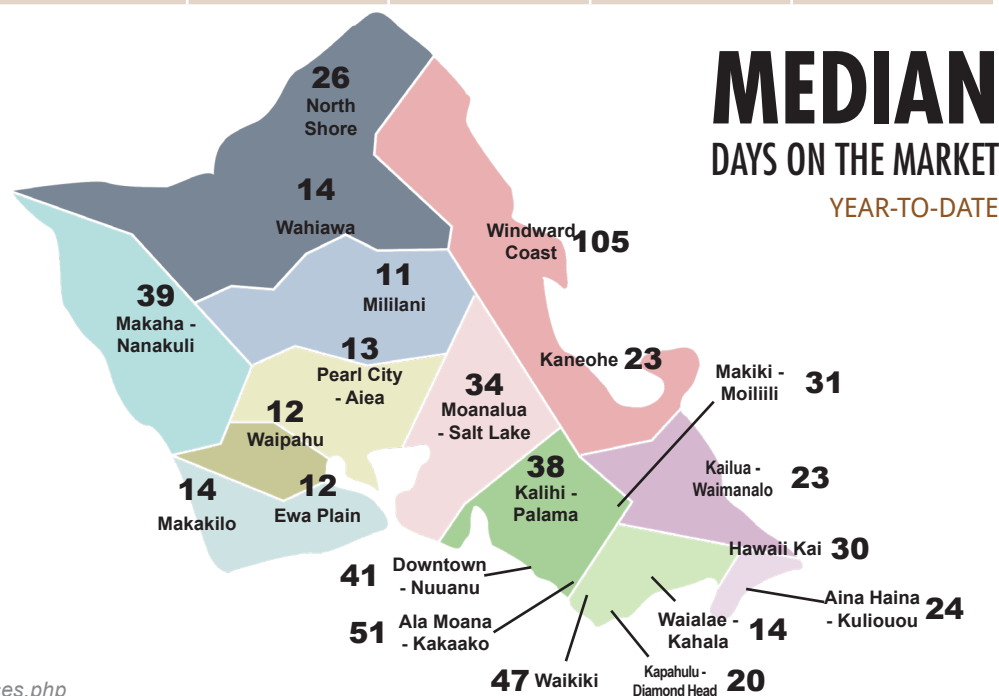 MEDIAN
DAYS ON THE MARKET
YEAR-TO-DATE
26
North
Shore
14
Wahiawa
Windward
Coast 105
11
Mililani
39
Makaha -
Nanakuli
13
Pearl City
- Aiea
Kaneohe 23
34
Moanalua
- Salt Lake
Makiki -
Moiliili 31
12
Waipahu
38
Kalihi -
Palama
Kailua -
Waimanalo 23
14
Makakilo
12
Ewa Plain
Hawaii Kai 30
41 Downtown
- Nuuanu
Aina Haina
- Kuliouou 24
51 Ala Moana
- Kakaako
Waialae -
Kahala 14
47 Waikiki
Kapahulu -
Diamond Head 20
es.php